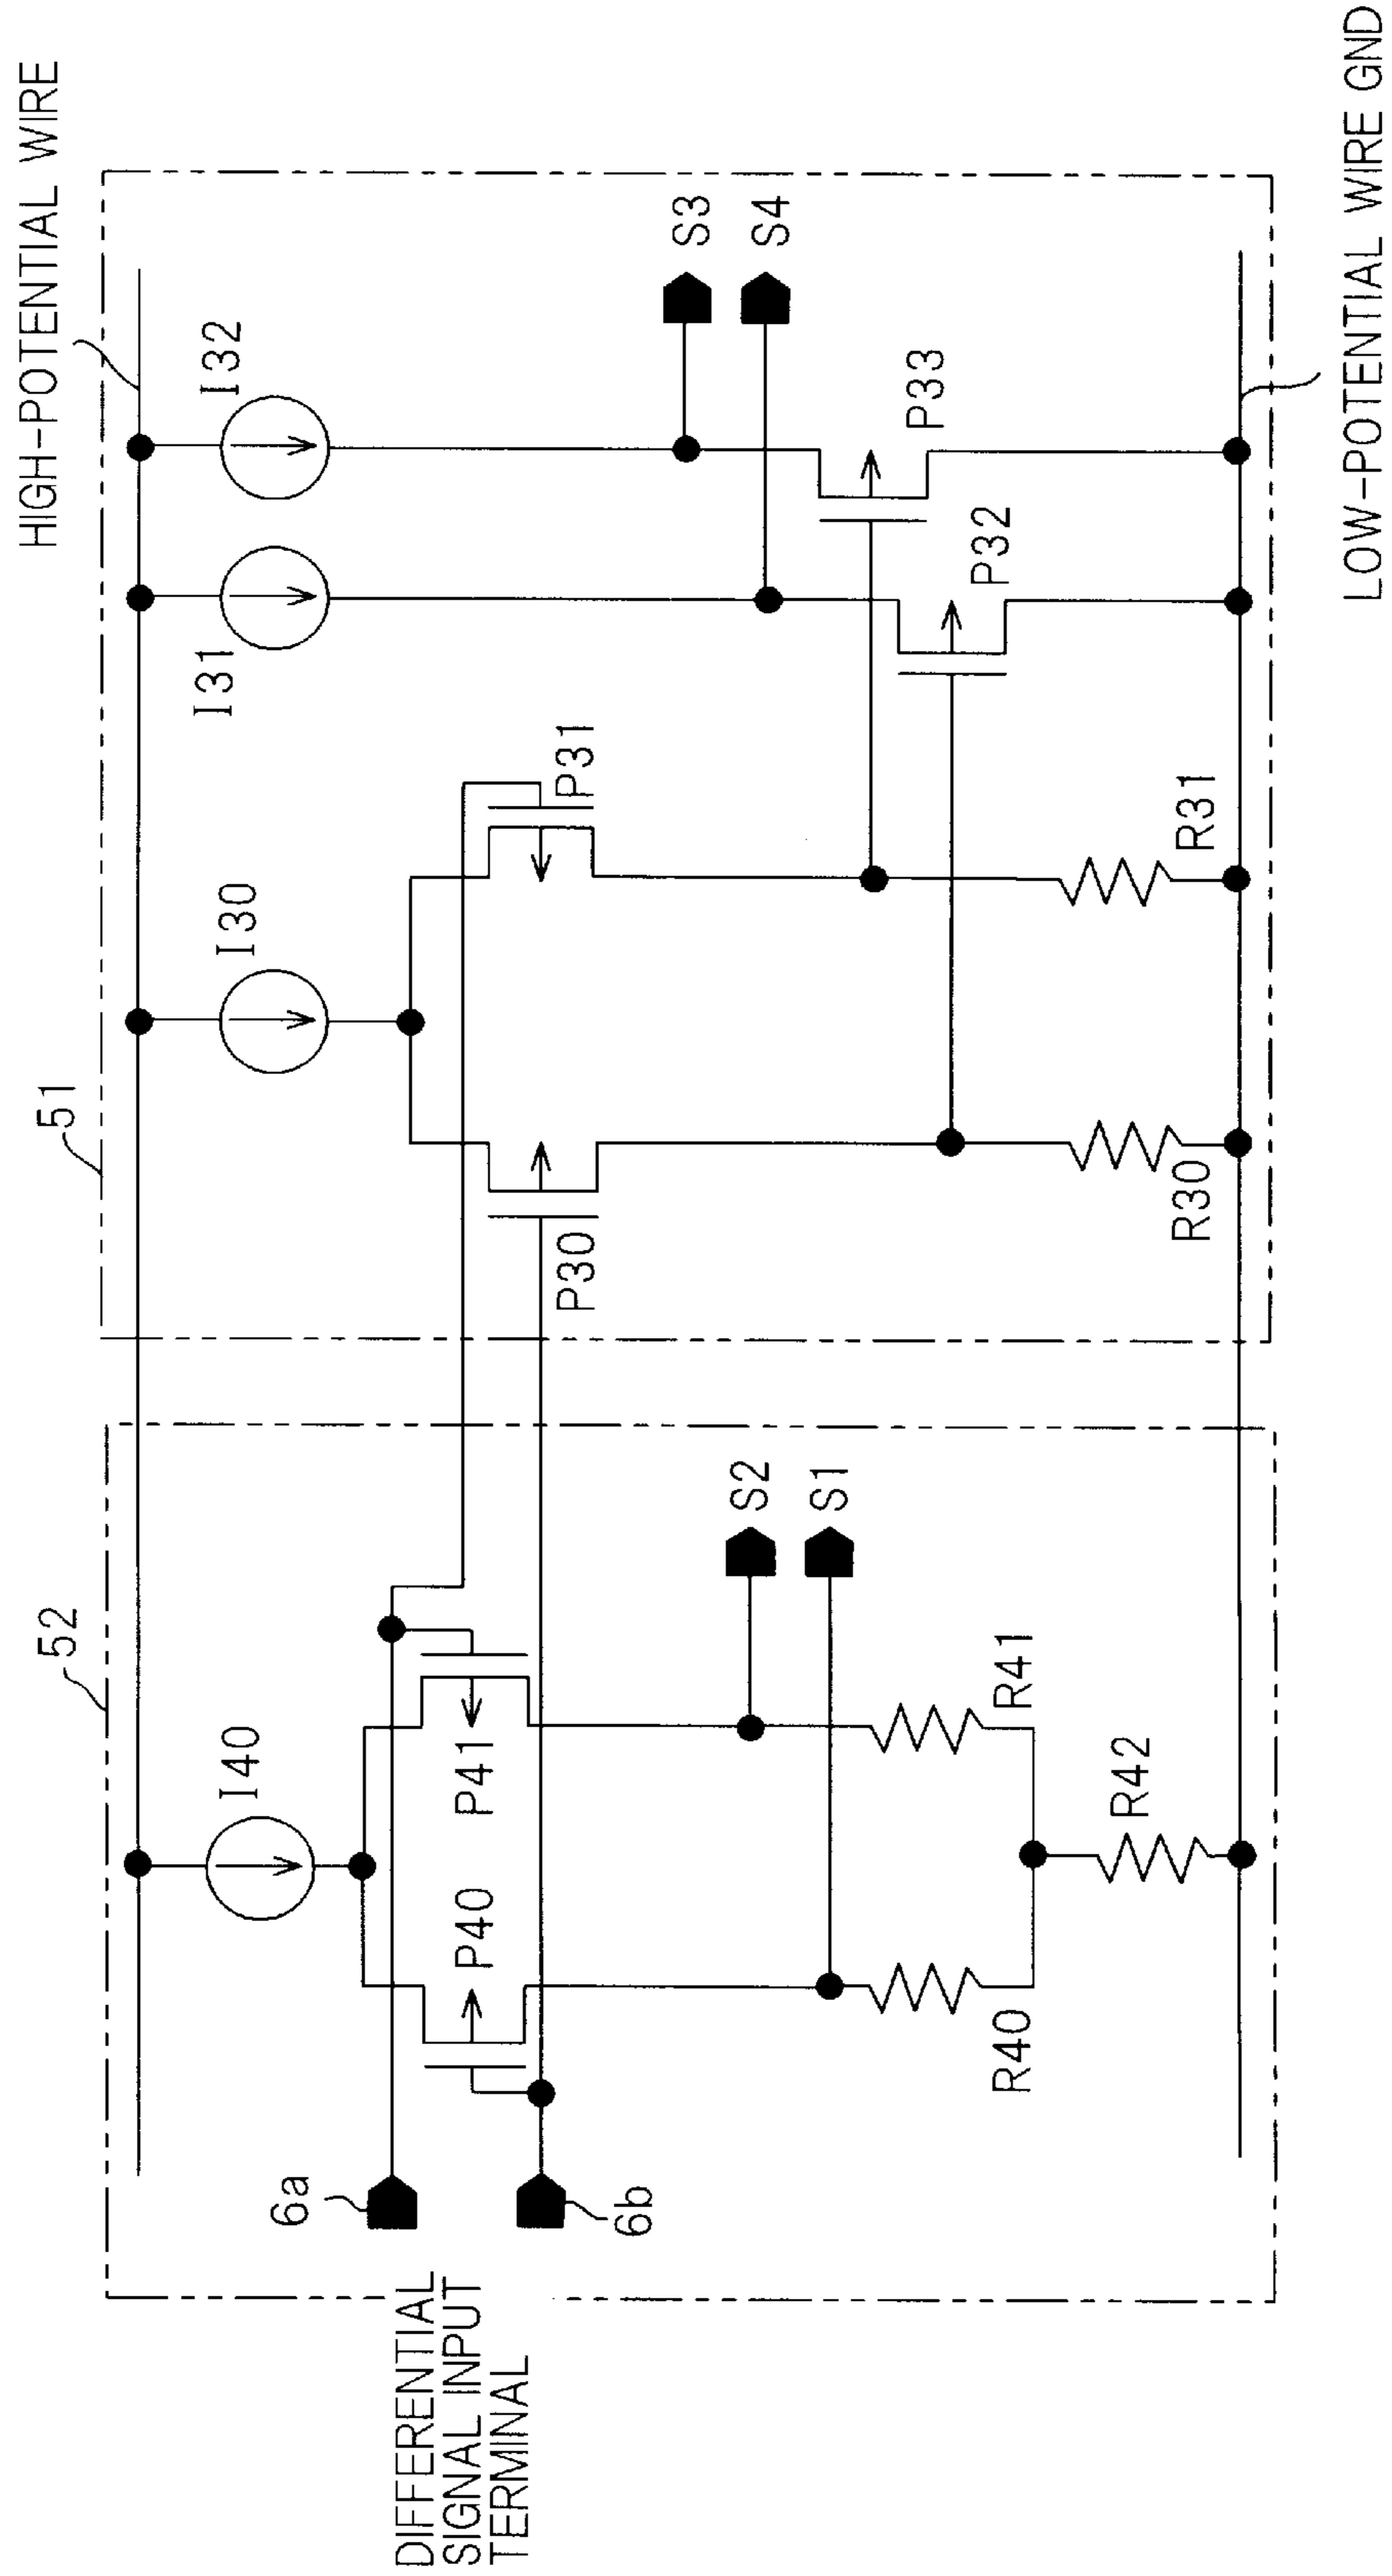 HIGH-POTENTIAL WIRE
52
51
I40
I30
I31
I32
6a
6b
DIFFERENTIAL
SIGNAL INPUT
TERMINAL
P40
P41
P30
P31
S2
S1
S3
S4
P33
P32
R40
R41
R42
R30
R31
LOW-POTENTIAL WIRE GND